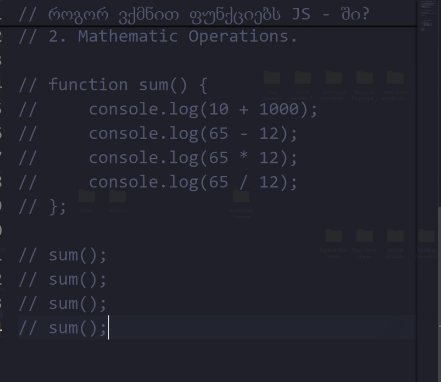 // როგორ ვქმნით ფუნქციებს JS - ში?
// 2. Mathematic Operations.
// function sum() {
//     console.log(10 + 1000);
//     console.log(65 - 12);
//     console.log(65 * 12);
//     console.log(65 / 12);
// };
// sum();
// sum();
// sum();
// sum();